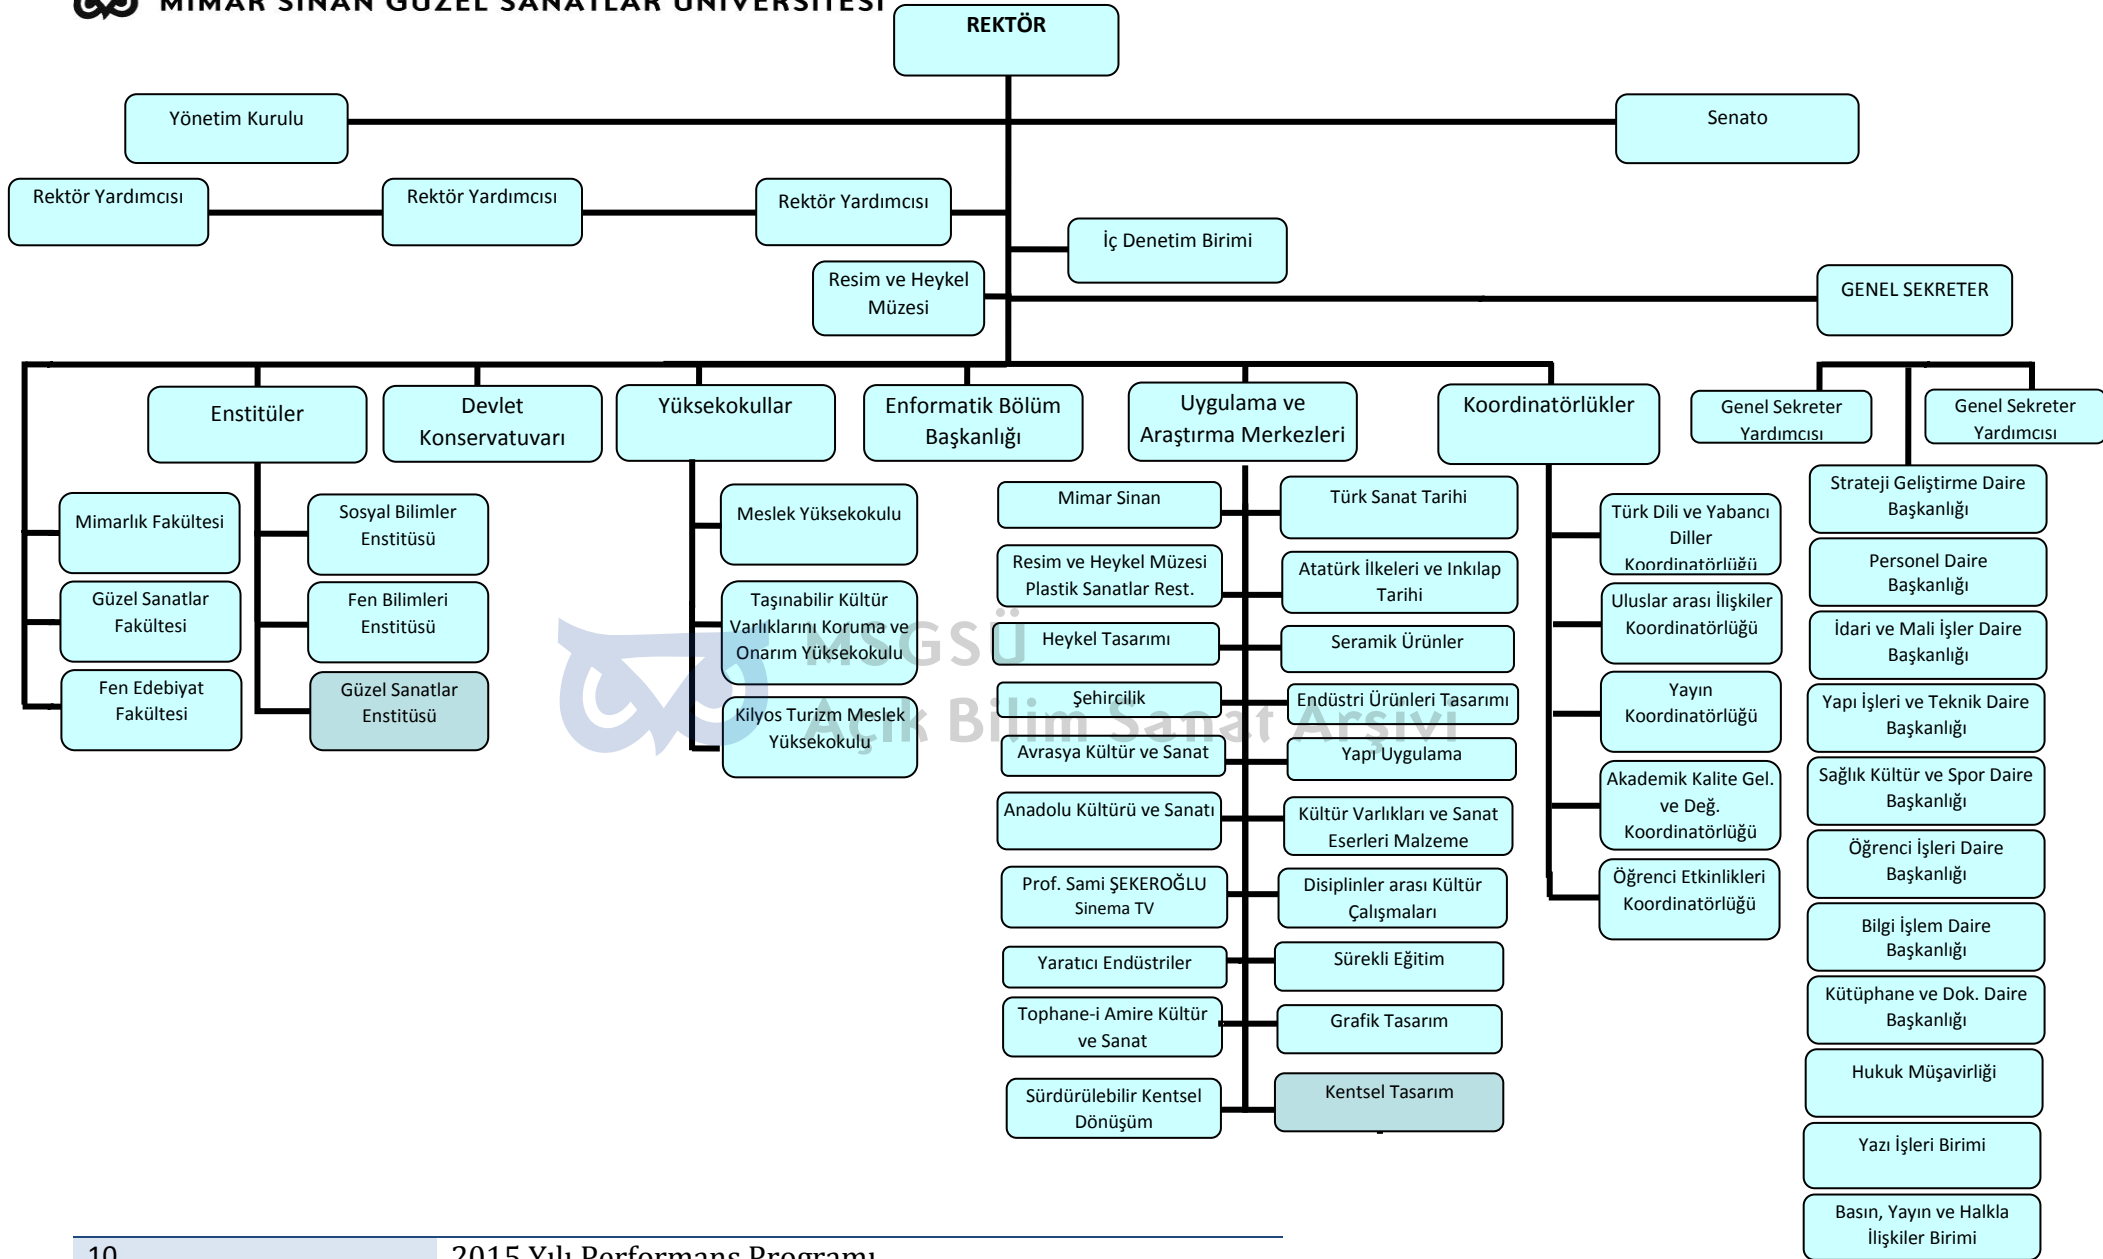 MİMAR SİNAN GÜZEL SANATLAR ÜNİVERSİTESİ
REKTÖR
Yönetim Kurulu
Senato
Rektör Yardımcısı
Rektör Yardımcısı
Rektör Yardımcısı
İç Denetim Birimi
Resim ve Heykel
Müzesi
GENEL SEKRETER
Enstitüler
Devlet
Konservatuvarı
Yüksekokullar
Enformatik Bölüm
Başkanlığı
Uygulama ve
Araştırma Merkezleri
Koordinatörlükler
Genel Sekreter
Yardımcısı
Genel Sekreter
Yardımcısı
Mimarlık Fakültesi
Güzel Sanatlar
Fakültesi
Fen Edebiyat
Fakültesi
Sosyal Bilimler
Enstitüsü
Fen Bilimleri
Enstitüsü
Güzel Sanatlar
Enstitüsü
Meslek Yüksekokulu
Taşınabilir Kültür
Varlıklarını Koruma ve
Onarım Yüksekokulu
Kilyos Turizm Meslek
Yüksekokulu
Mimar Sinan
Türk Sanat Tarihi
Resim ve Heykel Müzesi
Plastik Sanatlar Rest.
Atatürk İlkeleri ve Inkılap
Tarihi
Heykel Tasarımı
Seramik Ürünler
Şehircilik
Endüstri Ürünleri Tasarımı
Avrasya Kültür ve Sanat
Yapı Uygulama
Anadolu Kültürü ve Sanatı
Kültür Varlıkları ve Sanat
Eserleri Malzeme
Prof. Sami ŞEKEROĞLU
Sinema TV
Disiplinler arası Kültür
Çalışmaları
Yaratıcı Endüstriler
Sürekli Eğitim
Tophane-i Amire Kültür
ve Sanat
Grafik Tasarım
Sürdürülebilir Kentsel
Dönüşüm
Kentsel Tasarım
Türk Dili ve Yabancı
Diller
Koordinatörlüğü
Uluslar arası İlişkiler
Koordinatörlüğü
Yayın
Koordinatörlüğü
Akademik Kalite Gel.
ve Değ.
Koordinatörlüğü
Öğrenci Etkinlikleri
Koordinatörlüğü
Strateji Geliştirme Daire
Başkanlığı
Personel Daire
Başkanlığı
İdari ve Mali İşler Daire
Başkanlığı
Yapı İşleri ve Teknik Daire
Başkanlığı
Sağlık Kültür ve Spor Daire
Başkanlığı
Öğrenci İşleri Daire
Başkanlığı
Bilgi İşlem Daire
Başkanlığı
Kütüphane ve Dok. Daire
Başkanlığı
Hukuk Müşavirliği
Yazı İşleri Birimi
Basın, Yayın ve Halkla
İlişkiler Birimi
MSGSÜ
Açık Bilim Sanat Arşivi
10
2015 Yılı Performans Programı